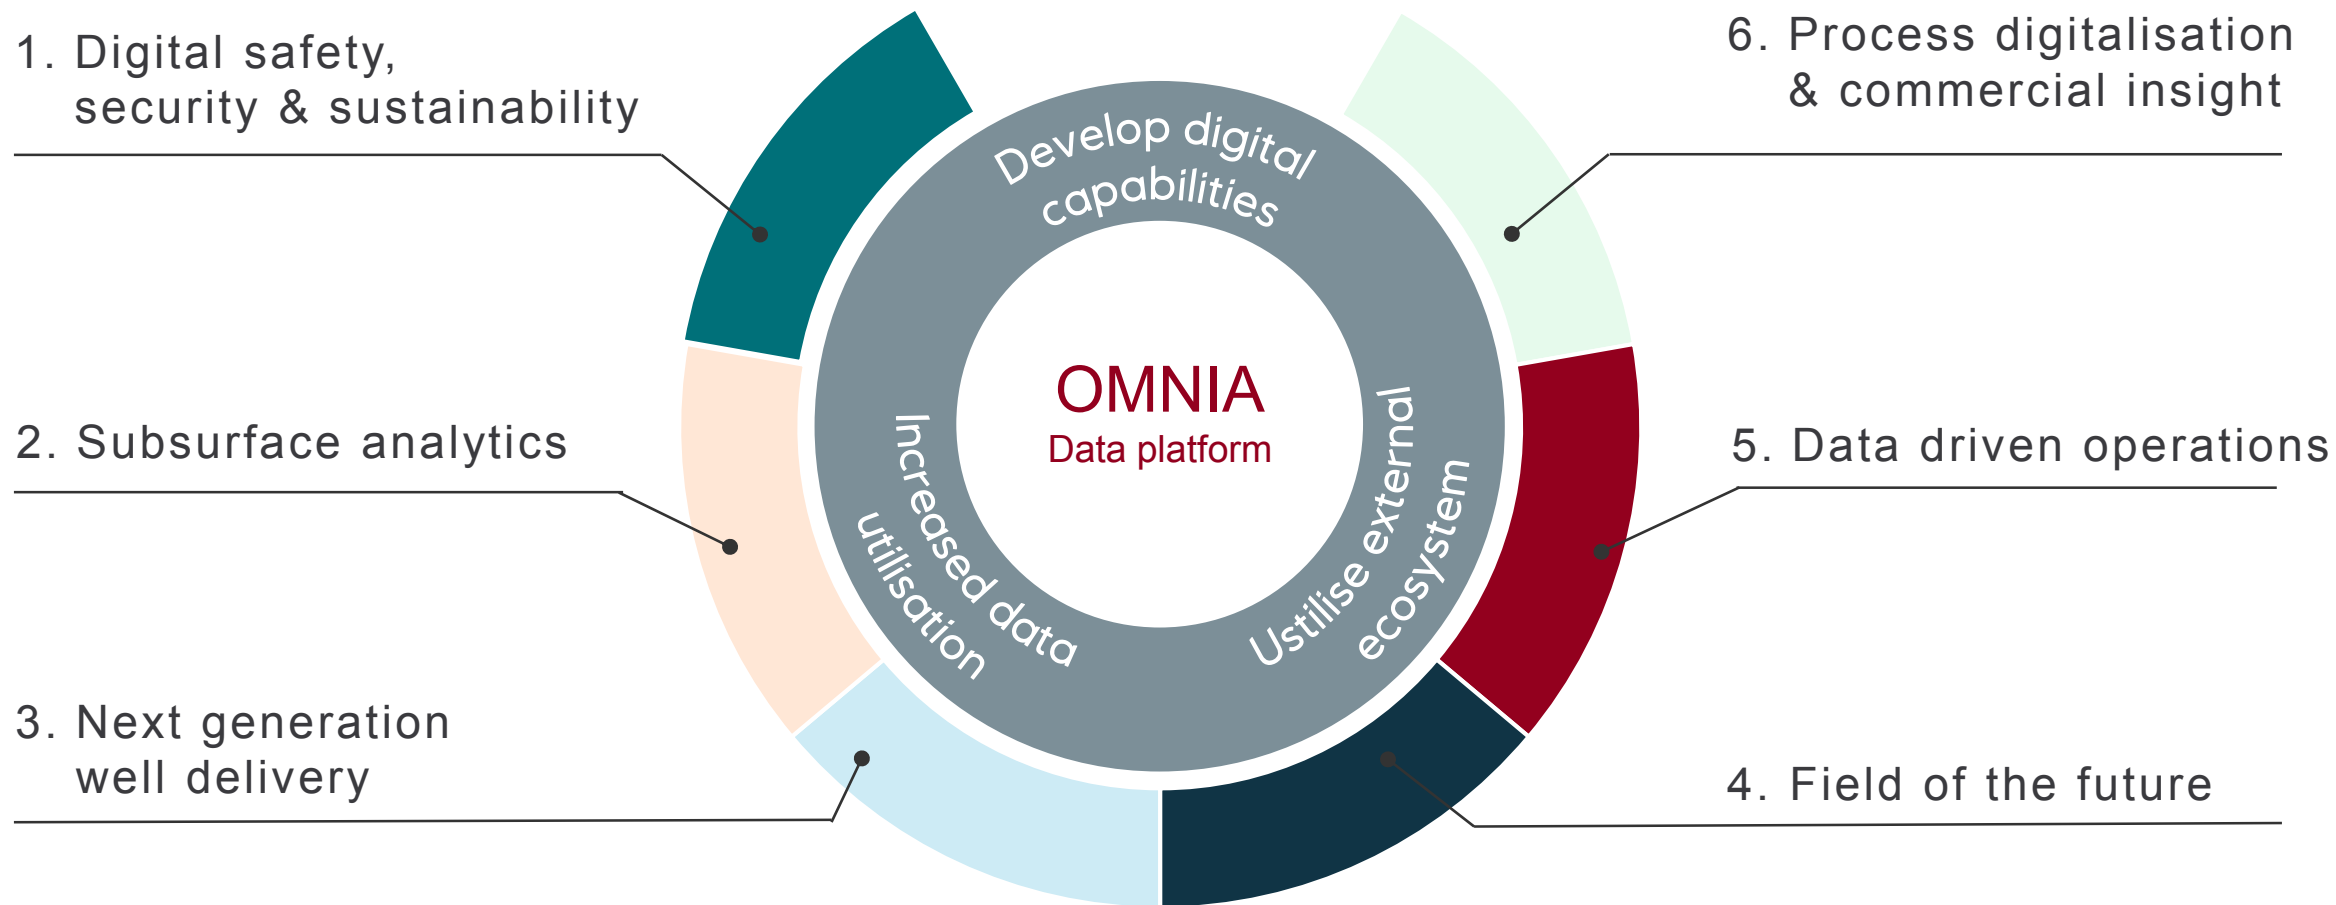 1. Digital safety,
security & sustainability
2. Subsurface analytics
3. Next generation
well delivery
Develop digital
capabilities
OMNIA
Data platform
Increased data
utilisation
Ustilise external
ecosystem
6. Process digitalisation
& commercial insight
5. Data driven operations
4. Field of the future